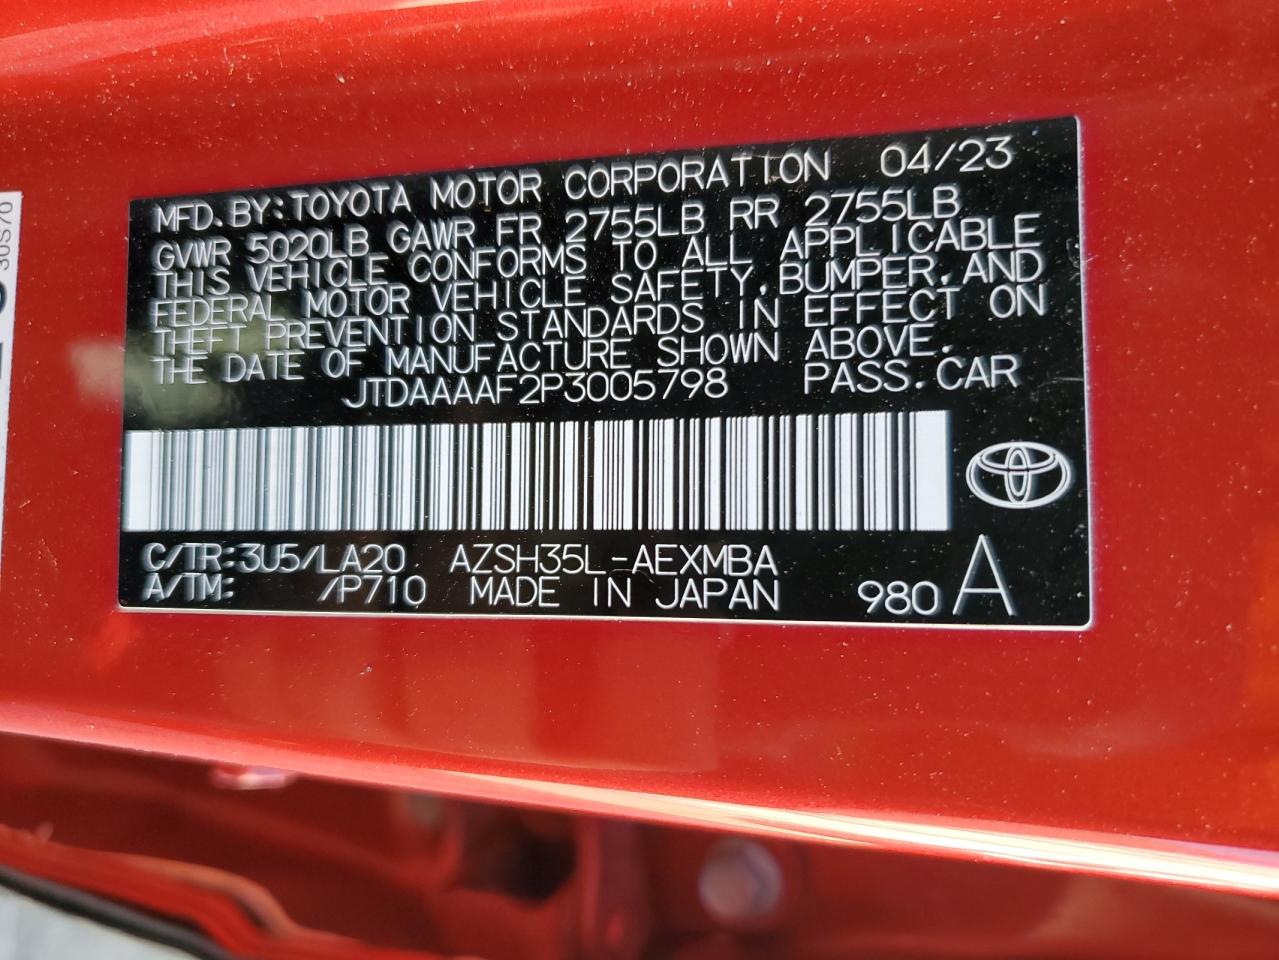 MFD.BY:TOYOTA MOTOR CORPORATION 04/23
GVWR 5020LB GAWR FR 2755LB RR 2755LB
THIS VEHICLE CONFORMS TO ALL APPLICABLE
FEDERAL MOTOR VEHICLE SAFETY,BUMPER,AND
THEFT PREVENTION STANDARDS IN EFFECT ON
THE DATE OF MANUFACTURE SHOWN ABOVE.
JTDAAAAF2P3005798 PASS.CAR
C/TR:3U5/LA20 AZSH35L-AEXMBA
A/TM: /P710 MADE IN JAPAN 980 A
30S70